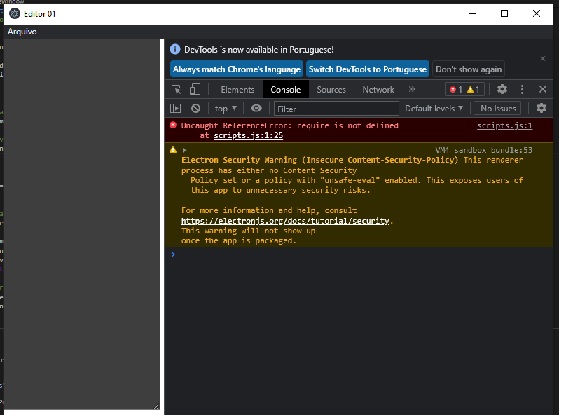 Editor 01
Arquivo
DevTools is now available in Portuguese!
Always match Chrome's language Switch DevTools to Portuguese Don't show again
Elements Console Sources Network » 1 1
top ▾ Filter Default levels ▾ No Issues
Uncaught ReferenceError: require is not defined scripts.js:1
at scripts.js:1:25
VM4 sandbox_bundle:53
Electron Security Warning (Insecure Content-Security-Policy) This renderer
process has either no Content Security
Policy set or a policy with "unsafe-eval" enabled. This exposes users of
this app to unnecessary security risks.
For more information and help, consult
https://electronjs.org/docs/tutorial/security.
This warning will not show up
once the app is packaged.